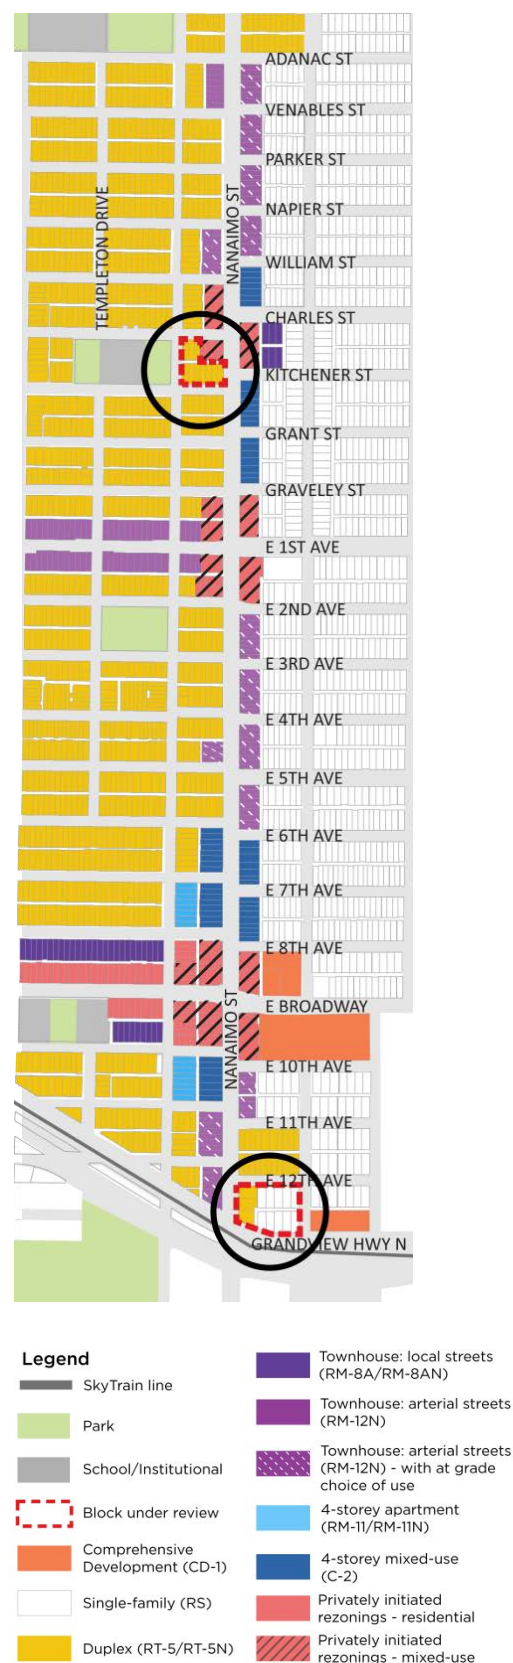 ADANAC ST
VENABLES ST
PARKER ST
NAPIER ST
TEMPLETON DRIVE
NANAIMO ST
WILLIAM ST
CHARLES ST
KITCHENER ST
GRANT ST
GRAVELEY ST
E 1ST AVE
E 2ND AVE
E 3RD AVE
E 4TH AVE
E 5TH AVE
E 6TH AVE
E 7TH AVE
E 8TH AVE
E BROADWAY
NANAIMO ST
E 10TH AVE
E 11TH AVE
E 12TH AVE
GRANDVIEW HWY N
Legend
SkyTrain line
Park
School/Institutional
Block under review
Comprehensive
Development (CD-1)
Single-family (RS)
Duplex (RT-5/RT-5N)
Townhouse: local streets
(RM-8A/RM-8AN)
Townhouse: arterial streets
(RM-12N)
Townhouse: arterial streets
(RM-12N) - with at grade
choice of use
4-storey apartment
(RM-11/RM-11N)
4-storey mixed-use
(C-2)
Privately initiated
rezonings - residential
Privately initiated
rezonings - mixed-use